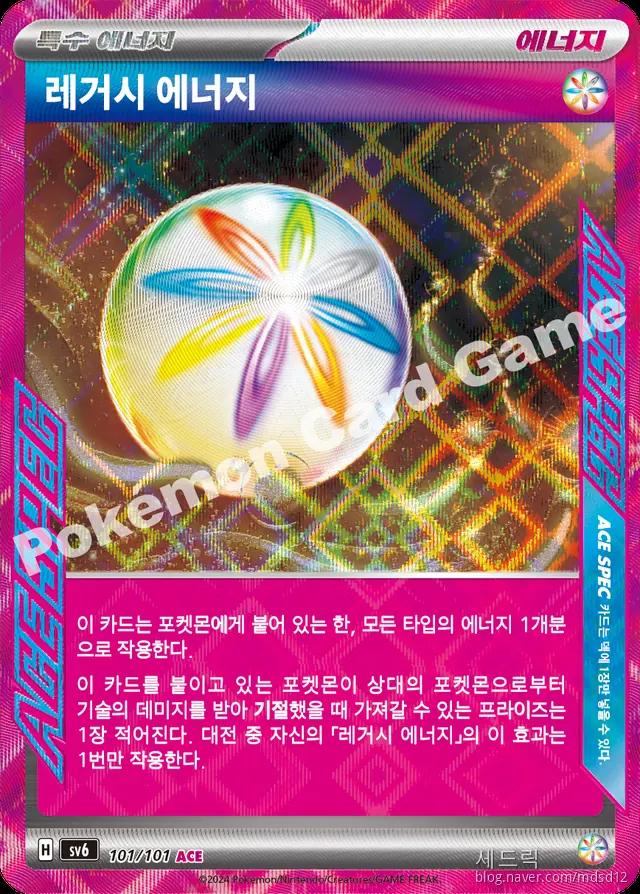 특수 에너지
에너지
레거시 에너지
ACE SPEC
ACE SPEC
Pokémon Card Game
ACE SPEC 카드는 덱에 1장만 넣을 수 있다.
이 카드는 포켓몬에게 붙어 있는 한, 모든 타입의 에너지 1개분
으로 작용한다.
이 카드를 붙이고 있는 포켓몬이 상대의 포켓몬으로부터
기술의 데미지를 받아 기절했을 때 가져갈 수 있는 프라이즈는
1장 적어진다. 대전 중 자신의 「레거시 에너지」의 이 효과는
1번만 작용한다.
H sv6 101/101 ACE
세드릭
©2024 Pokémon/Nintendo/Creatures/GAME FREAK.
blog.naver.com/mdsd12